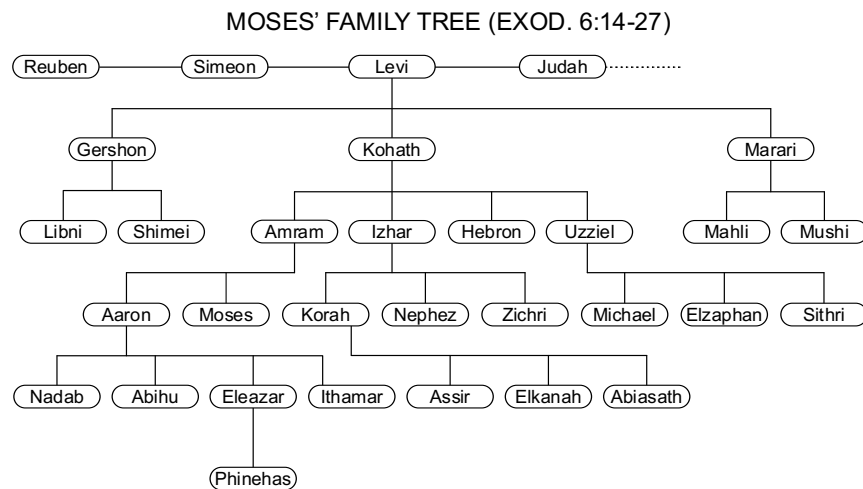 MOSES' FAMILY TREE (EXOD. 6:14-27)
Reuben Simeon Levi Judah
Gershon Kohath Marari
Libni Shimei Amram Izhar Hebron Uzziel Mahli Mushi
Aaron Moses Korah Nephez Zichri Michael Elzaphan Sithri
Nadab Abihu Eleazar Ithamar Assir Elkanah Abiasath
Phinehas